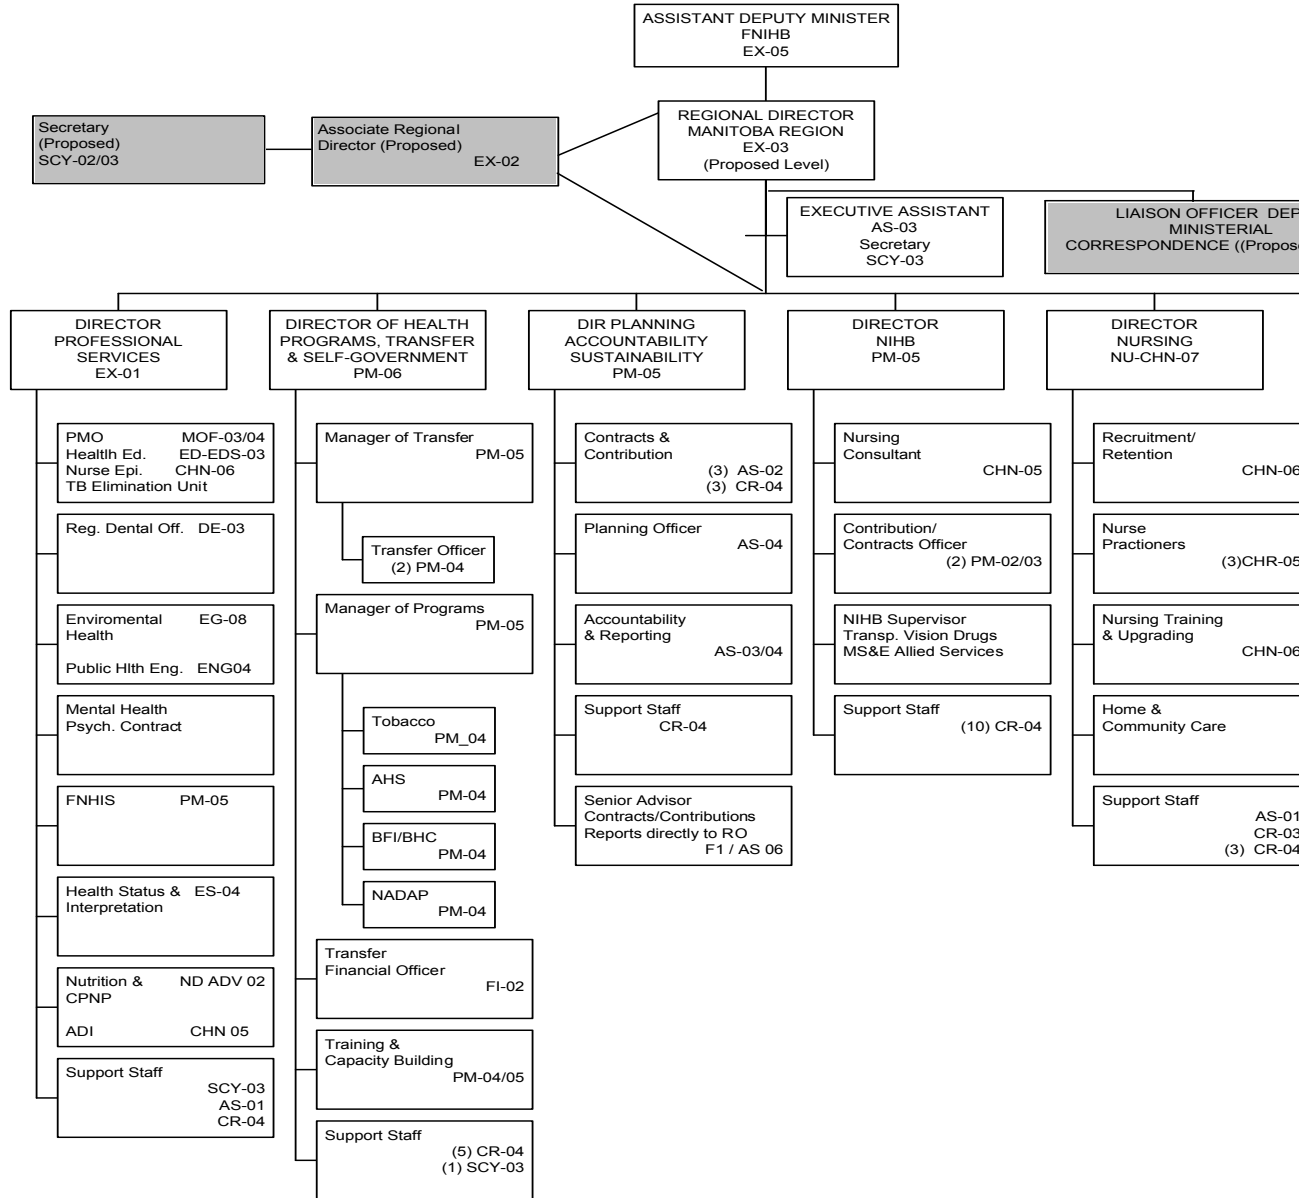 ASSISTANT DEPUTY MINISTER
FNIHB
EX-05
Secretary
(Proposed)
SCY-02/03
Associate Regional
Director (Proposed)
EX-02
REGIONAL DIRECTOR
MANITOBA REGION
EX-03
(Proposed Level)
EXECUTIVE ASSISTANT
AS-03
Secretary
SCY-03
LIAISON OFFICER DEP
MINISTERIAL
CORRESPONDENCE ((Propos
DIRECTOR
PROFESSIONAL
SERVICES
EX-01
PMO MOF-03/04
Healtlh Ed. ED-EDS-03
Nurse Epi. CHN-06
TB Elimination Unit
Reg. Dental Off. DE-03
Enviromental EG-08
Health
Public Hlth Eng. ENG04
Mental Health
Psych. Contract
FNHIS PM-05
Health Status & ES-04
Interpretation
Nutrition & ND ADV 02
CPNP
ADI CHN 05
Support Staff
SCY-03
AS-01
CR-04
DIRECTOR OF HEALTH
PROGRAMS, TRANSFER
& SELF-GOVERNMENT
PM-06
Manager of Transfer
PM-05
Transfer Officer
(2) PM-04
Manager of Programs
PM-05
Tobacco
PM_04
AHS
PM-04
BFI/BHC
PM-04
NADAP
PM-04
Transfer
Financial Officer
FI-02
Training &
Capacity Building
PM-04/05
Support Staff
(5) CR-04
(1) SCY-03
DIR PLANNING
ACCOUNTABILITY
SUSTAINABILITY
PM-05
Contracts &
Contribution
(3) AS-02
(3) CR-04
Planning Officer
AS-04
Accountability
& Reporting
AS-03/04
Support Staff
CR-04
Senior Advisor
Contracts/Contributions
Reports directly to RO
F1 / AS 06
DIRECTOR
NIHB
PM-05
Nursing
Consultant
CHN-05
Contribution/
Contracts Officer
(2) PM-02/03
NIHB Supervisor
Transp. Vision Drugs
MS&E Allied Services
Support Staff
(10) CR-04
DIRECTOR
NURSING
NU-CHN-07
Recruitment/
Retention
CHN-06
Nurse
Practioners
(3)CHR-05
Nursing Training
& Upgrading
CHN-06
Home &
Community Care
Support Staff
AS-01
CR-03
(3) CR-04